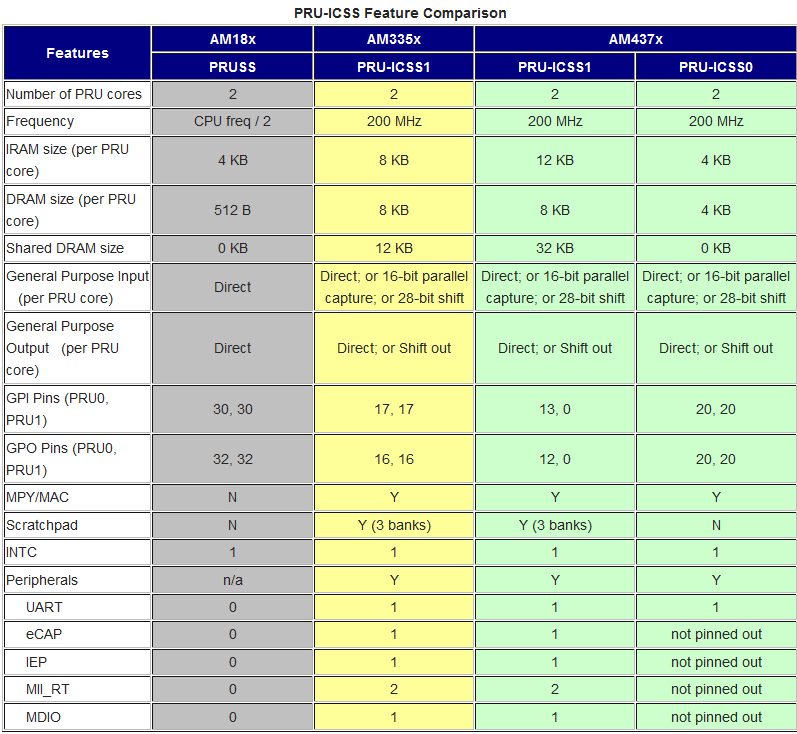 PRU-ICSS Feature Comparison
Features AM18x AM335x AM437x
PRUSS PRU-ICSS1 PRU-ICSS1 PRU-ICSS0
Number of PRU cores 2 2 2 2
Frequency CPU freq / 2 200 MHz 200 MHz 200 MHz
IRAM size (per PRU
core) 4 KB 8 KB 12 KB 4 KB
DRAM size (per PRU
core) 512 B 8 KB 8 KB 4 KB
Shared DRAM size 0 KB 12 KB 32 KB 0 KB
General Purpose Input Direct Direct; or 16-bit parallel Direct; or 16-bit parallel Direct; or 16-bit parallel
(per PRU core) capture; or 28-bit shift capture; or 28-bit shift capture; or 28-bit shift
General Purpose
Output (per PRU Direct Direct; or Shift out Direct; or Shift out Direct; or Shift out
core)
GPI Pins (PRU0,
PRU1) 30, 30 17, 17 13, 0 20, 20
GPO Pins (PRU0,
PRU1) 32, 32 16, 16 12, 0 20, 20
MPY/MAC N Y Y Y
Scratchpad N Y (3 banks) Y (3 banks) N
INTC 1 1 1 1
Peripherals n/a Y Y Y
UART 0 1 1 1
eCAP 0 1 1 not pinned out
IEP 0 1 1 not pinned out
MII_RT 0 2 2 not pinned out
MDIO 0 1 1 not pinned out